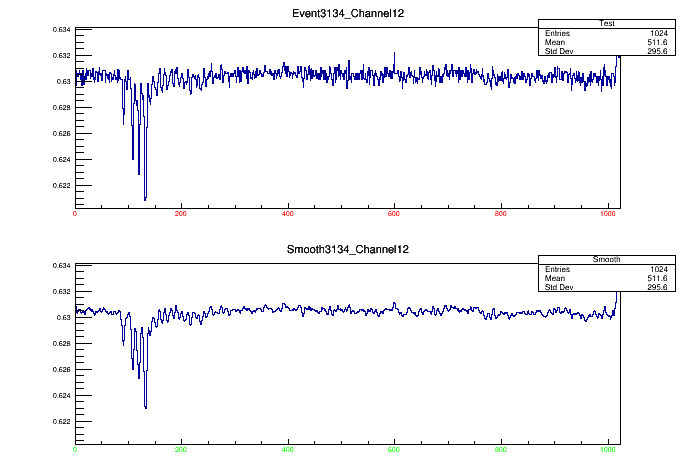 Event3134_Channel12
Test
Entries 1024
Mean 511.6
Std Dev 295.6
0.634
0.632
0.63
0.628
0.626
0.624
0.622
0 200 400 600 800 1000
Smooth3134_Channel12
Smooth
Entries 1024
Mean 511.6
Std Dev 295.6
0.634
0.632
0.63
0.628
0.626
0.624
0.622
0 200 400 600 800 1000